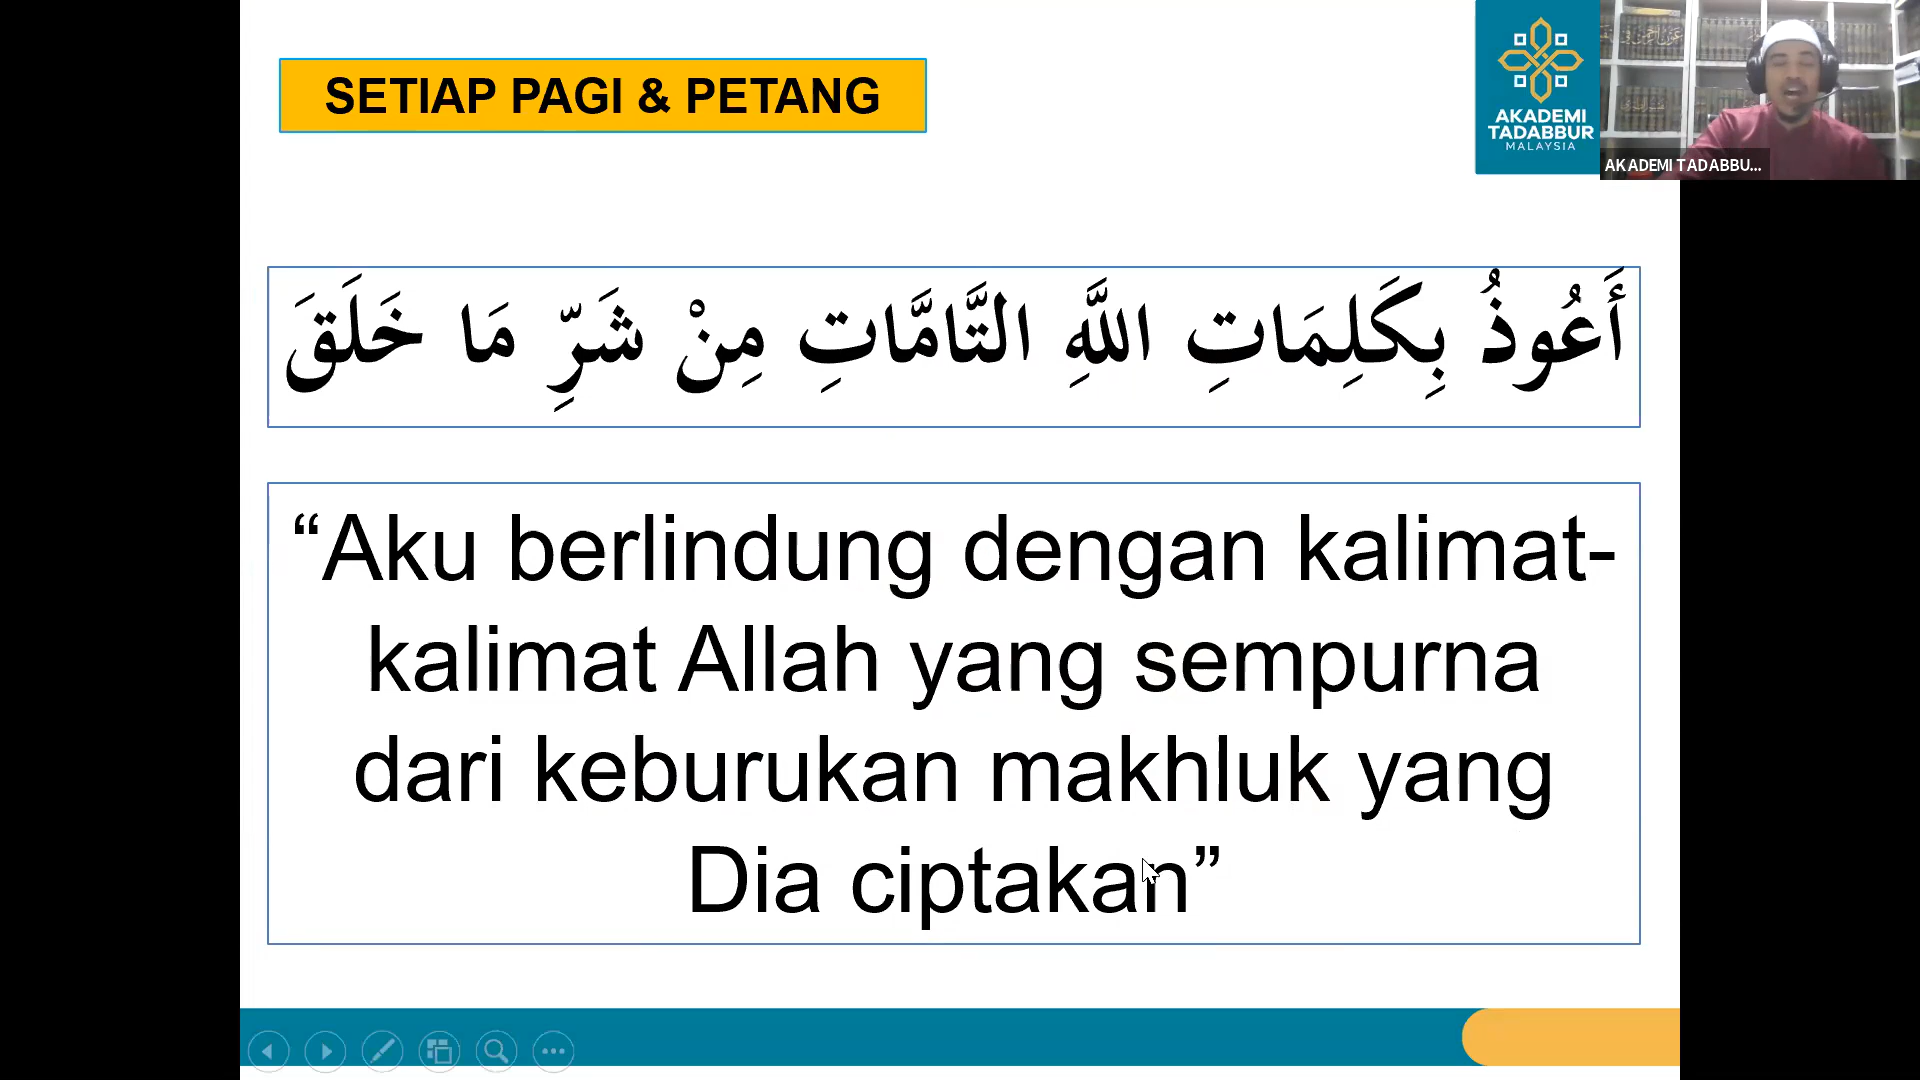 SETIAP PAGI & PETANG
AKADEMI
TADABBUR
MALAYSIA
AKADEMI TADABBU...
أَعُوذُ بِكَلِمَاتِ اللَّهِ التَّامَّاتِ مِنْ شَرِّ مَا خَلَقَ
“Aku berlindung dengan kalimat-
kalimat Allah yang sempurna
dari keburukan makhluk yang
Dia ciptakan”